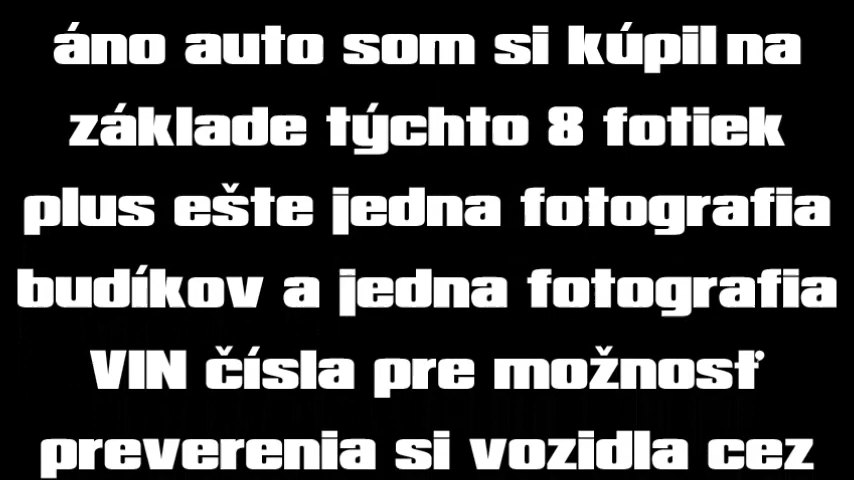 áno auto som si kúpil na
základe týchto 8 fotiek
plus ešte jedna fotografia
budíkov a jedna fotografia
VIN čísla pre možnosť
preverenia si vozidla cez